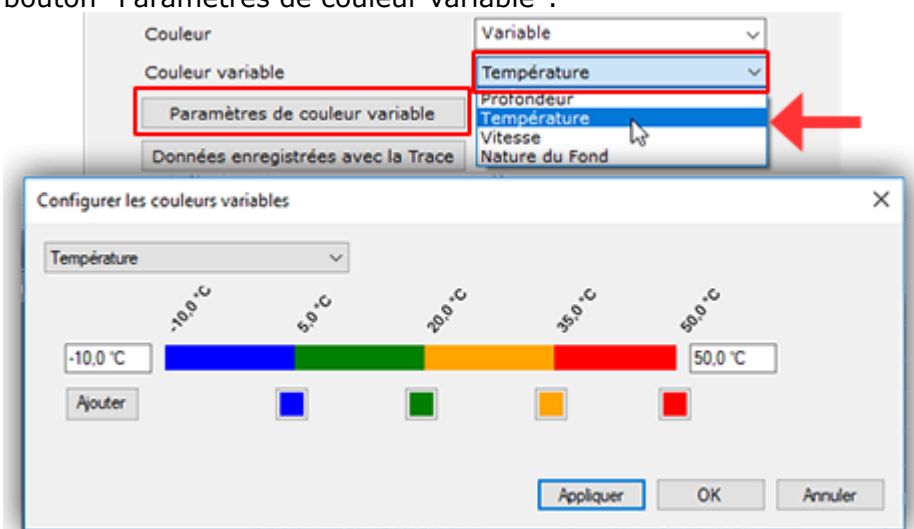 bouton "Paramètres de couleur variable".
Couleur
Variable
Couleur variable
Température
Paramètres de couleur variable
Profondeur
Température
Vitesse
Nature du Fond
Données enregistrées avec la Trace
Configurer les couleurs variables
Température
-10,0 °C
5,0 °C
20,0 °C
35,0 °C
50,0 °C
-10,0 °C
50,0 °C
Ajouter
Appliquer
OK
Annuler